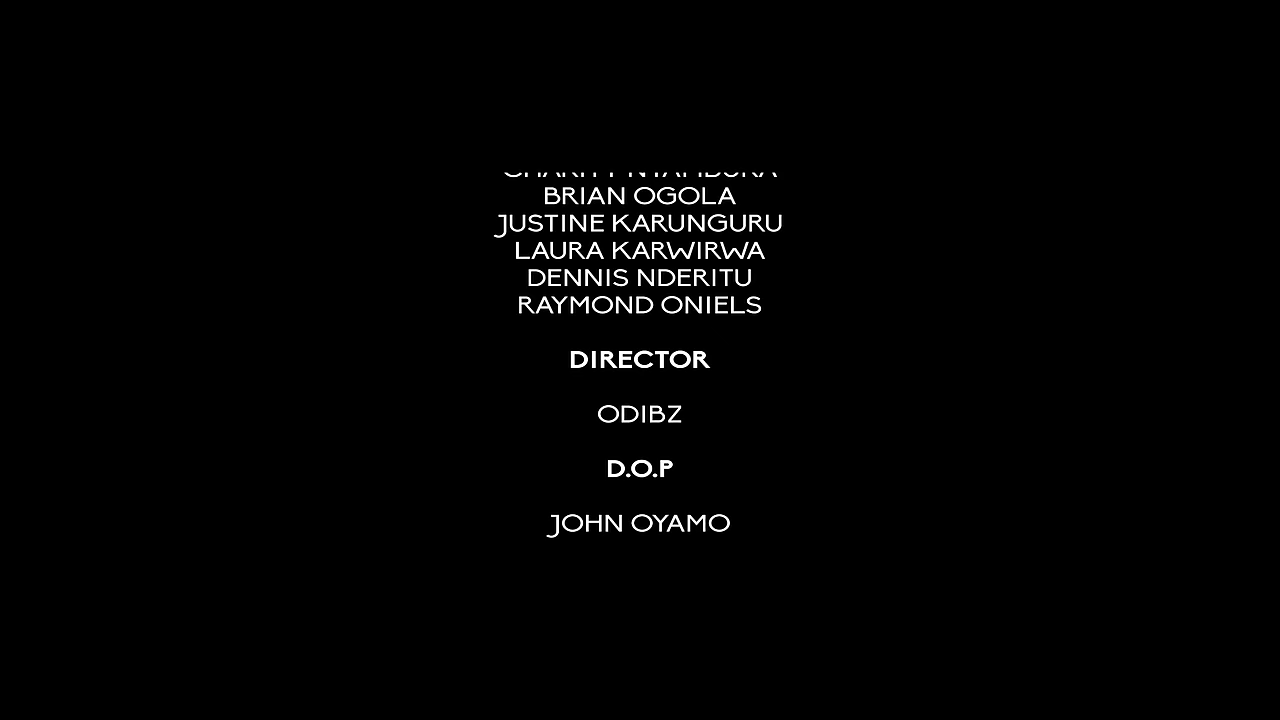 BRIAN OGOLA
JUSTINE KARUNGURU
LAURA KARWIRWA
DENNIS NDERITU
RAYMOND ONIELS
DIRECTOR
ODIBZ
D.O.P
JOHN OYAMO